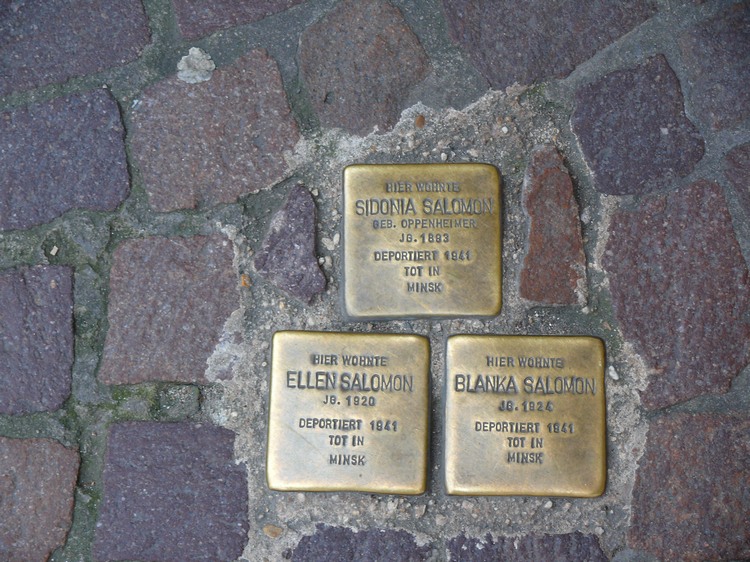 HIER WOHNTE
SIDONIA SALOMON
GEB. OPPENHEIMER
JG. 1893
DEPORTIERT 1941
TOT IN
MINSK
HIER WOHNTE
ELLEN SALOMON
JG. 1920
DEPORTIERT 1941
TOT IN
MINSK
HIER WOHNTE
BLANKA SALOMON
JG. 1924
DEPORTIERT 1941
TOT IN
MINSK